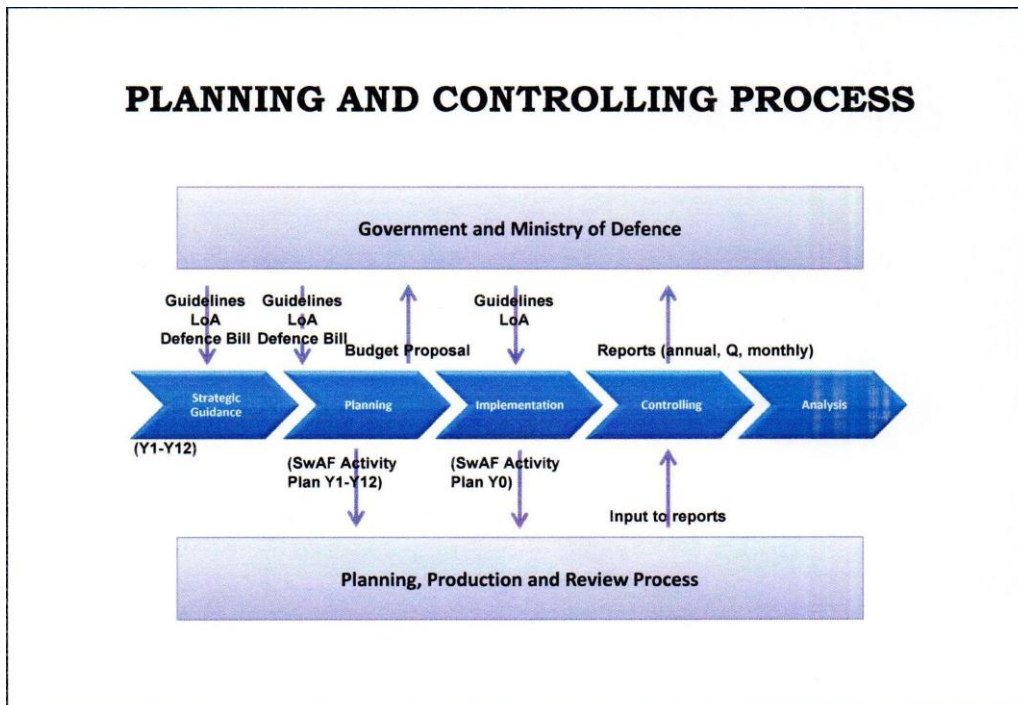 PLANNING AND CONTROLLING PROCESS
Government and Ministry of Defence
Guidelines
LoA
Defence Bill
Guidelines
LoA
Defence Bill
Budget Proposal
Guidelines
LoA
Reports (annual, Q, monthly)
Strategic
Guidance
Planning
Implementation
Controlling
Analysis
(Y1-Y12)
(SwAF Activity
Plan Y1-Y12)
(SwAF Activity
Plan Y0)
Input to reports
Planning, Production and Review Process